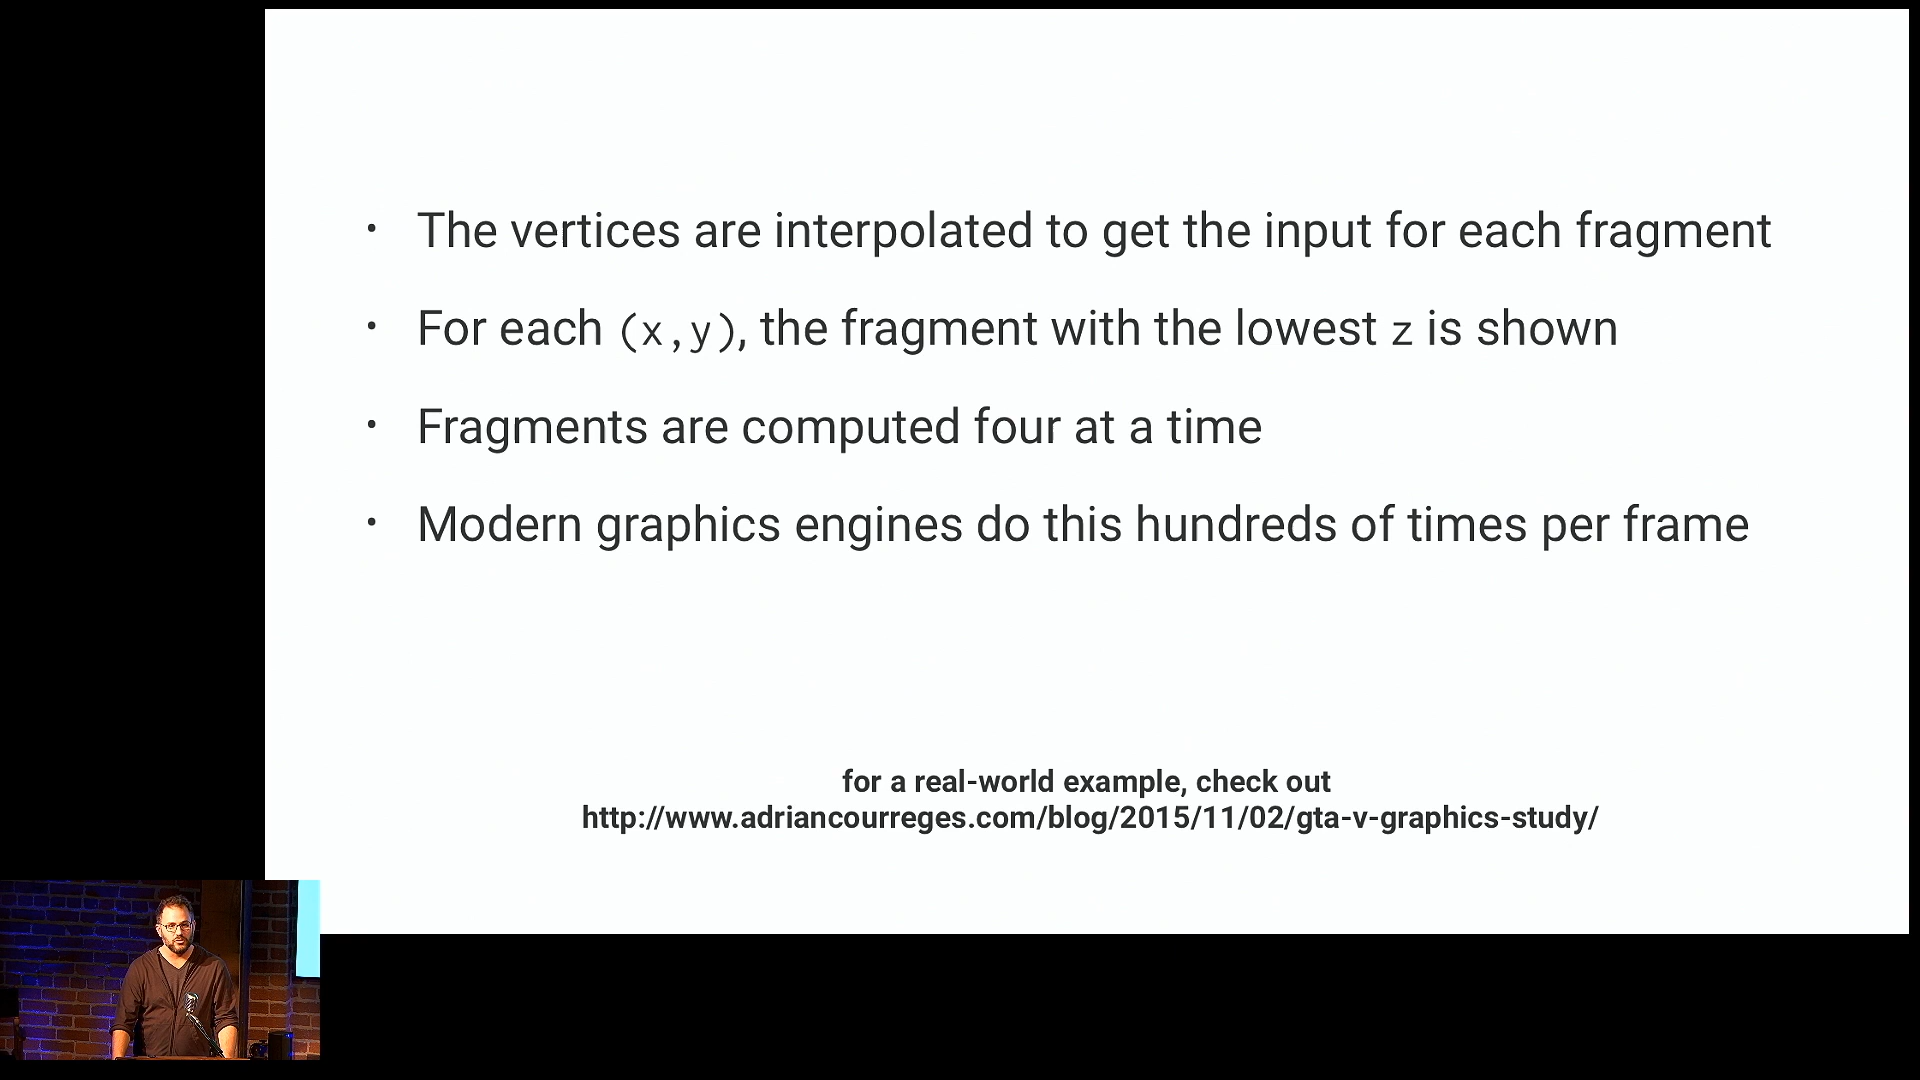 • The vertices are interpolated to get the input for each fragment
• For each (x,y), the fragment with the lowest z is shown
• Fragments are computed four at a time
• Modern graphics engines do this hundreds of times per frame
for a real-world example, check out
http://www.adriancourreges.com/blog/2015/11/02/gta-v-graphics-study/